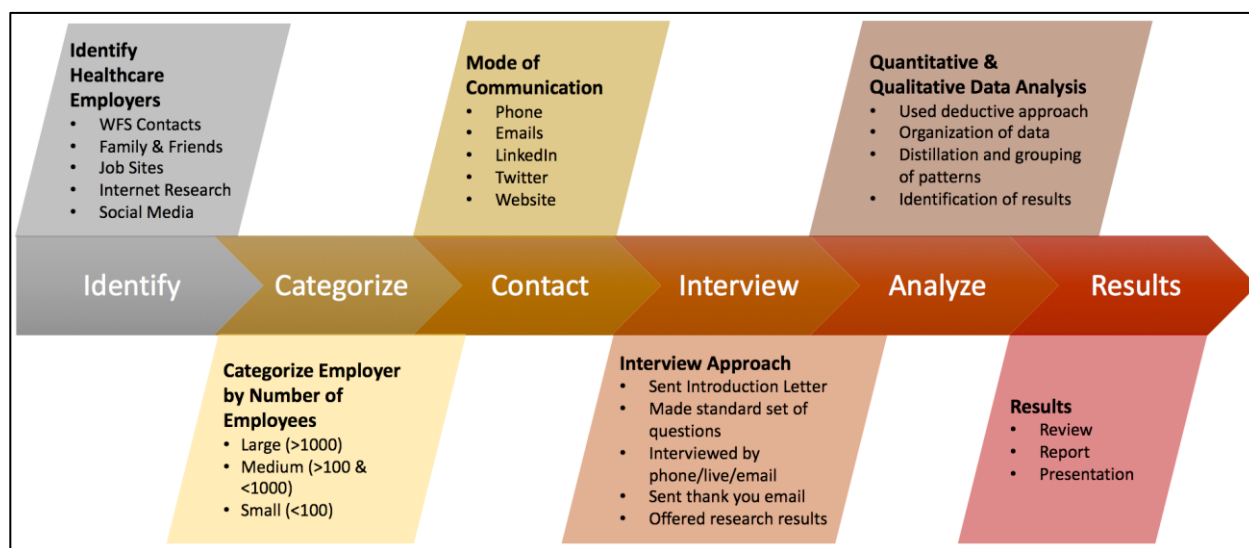 Identify
Healthcare
Employers
• WFS Contacts
• Family & Friends
• Job Sites
• Internet Research
• Social Media
Mode of
Communication
• Phone
• Emails
• LinkedIn
• Twitter
• Website
Quantitative &
Qualitative Data Analysis
• Used deductive approach
• Organization of data
• Distillation and grouping
of patterns
• Identification of results
Identify
Categorize
Contact
Interview
Analyze
Results
Categorize Employer
by Number of
Employees
• Large (>1000)
• Medium (>100 &
<1000)
• Small (<100)
Interview Approach
• Sent Introduction Letter
• Made standard set of
questions
• Interviewed by
phone/live/email
• Sent thank you email
• Offered research results
Results
• Review
• Report
• Presentation